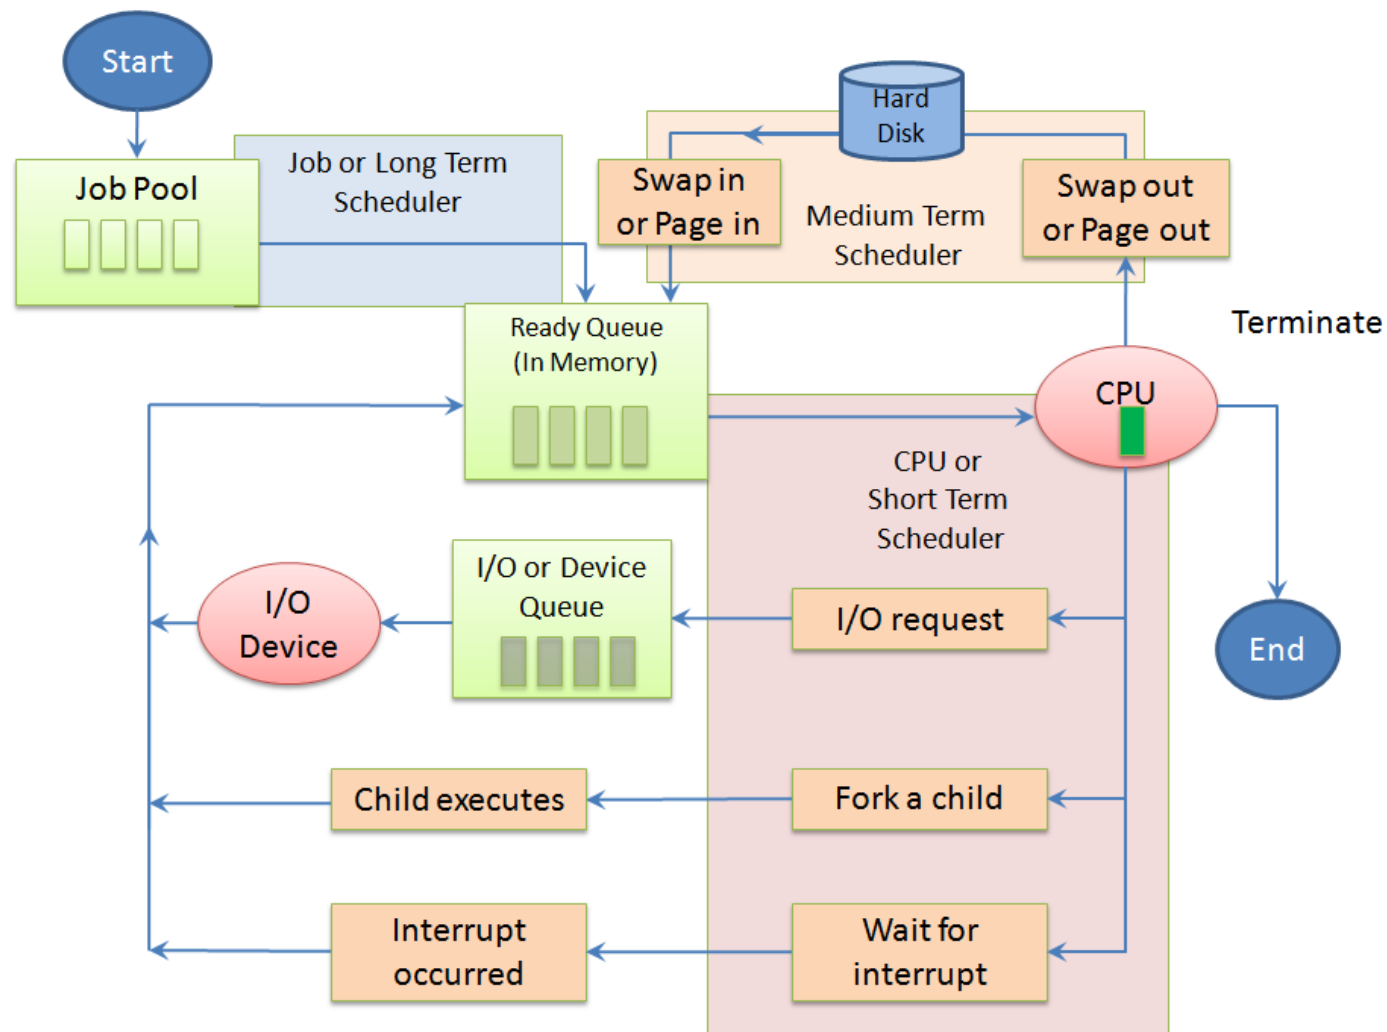 Start
Hard
Disk
Job Pool
Job or Long Term
Scheduler
Swap in
or Page in
Medium Term
Scheduler
Swap out
or Page out
Ready Queue
(In Memory)
Terminate
CPU
CPU or
Short Term
Scheduler
I/O
Device
I/O or Device
Queue
I/O request
End
Child executes
Fork a child
Interrupt
occurred
Wait for
interrupt